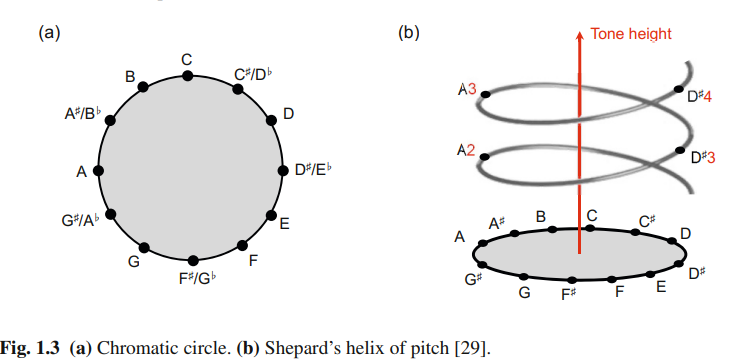 (a)
C
B
C♯/D♭
A♯/B♭
D
A
D♯/E♭
G♯/A♭
E
G
F
F♯/G♭
(b)
Tone height
A3
D♯4
A2
D♯3
A
A♯
B
C
C♯
D
G♯
G
F♯
F
E
D♯
Fig. 1.3 (a) Chromatic circle. (b) Shepard's helix of pitch [29].